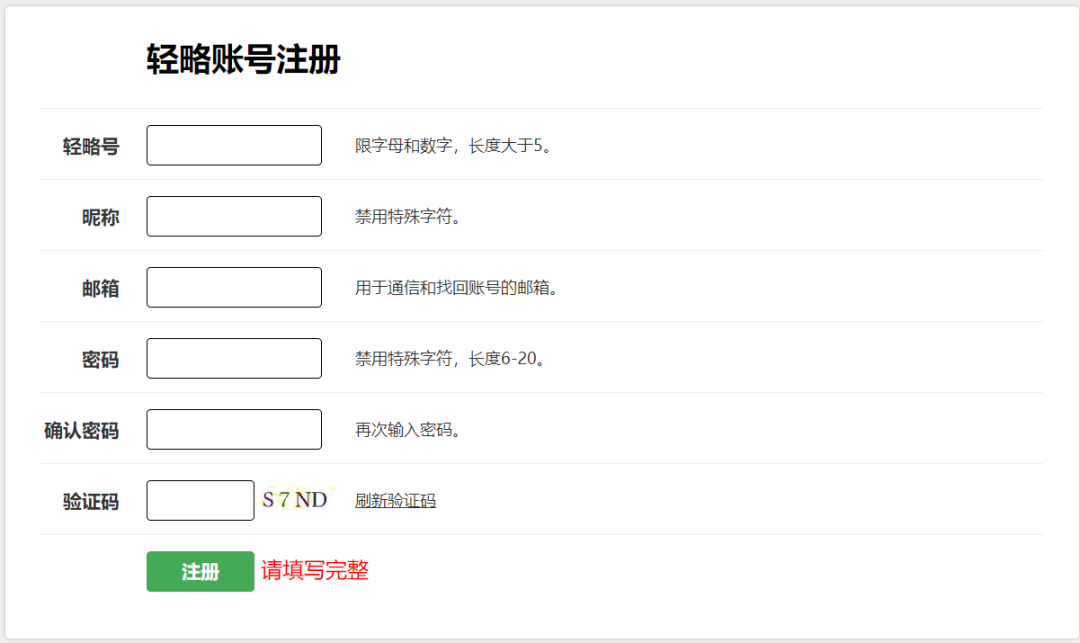 轻略账号注册
轻略号 限字母和数字，长度大于5。
昵称 禁用特殊字符。
邮箱 用于通信和找回账号的邮箱。
密码 禁用特殊字符，长度6-20。
确认密码 再次输入密码。
验证码 S7ND 刷新验证码
注册 请填写完整